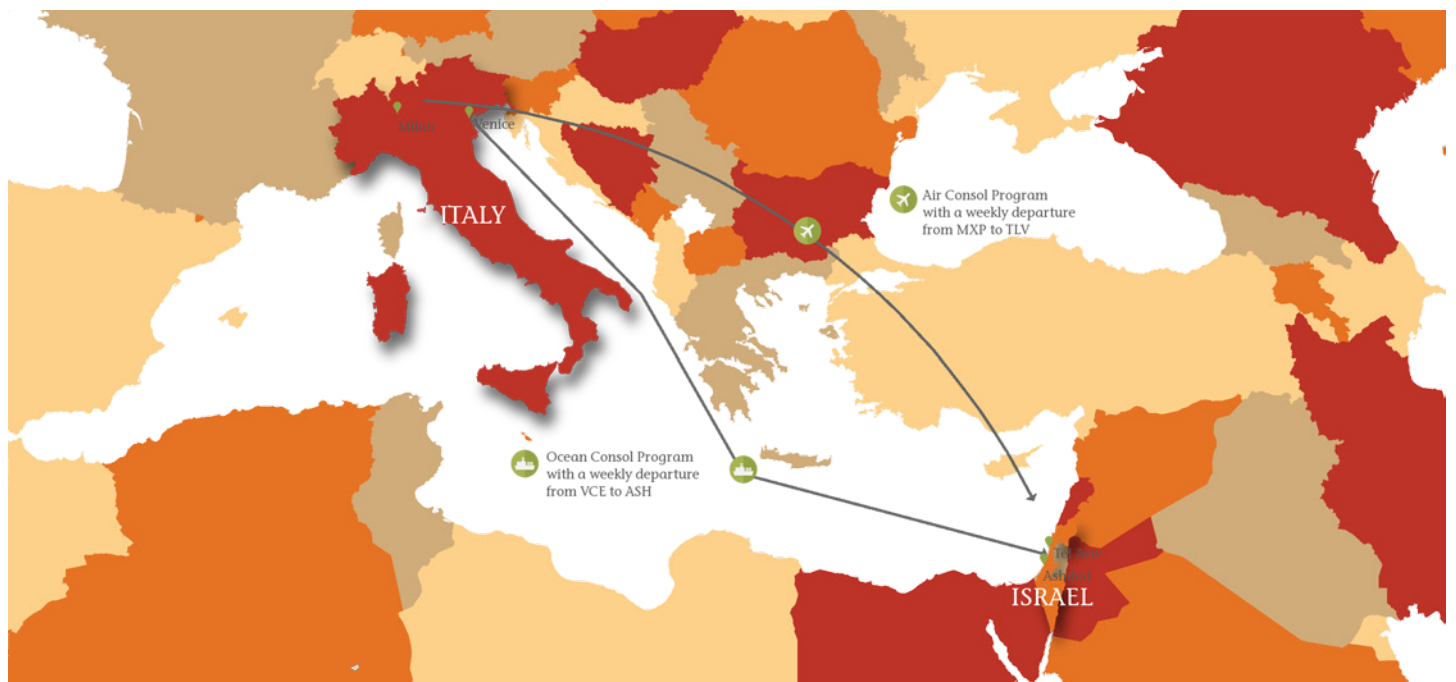 Milan
Venice
ITALY
Air Consol Program
with a weekly departure
from MXP to TLV
Ocean Consol Program
with a weekly departure
from VCE to ASH
Tel Aviv
Ashdod
ISRAEL